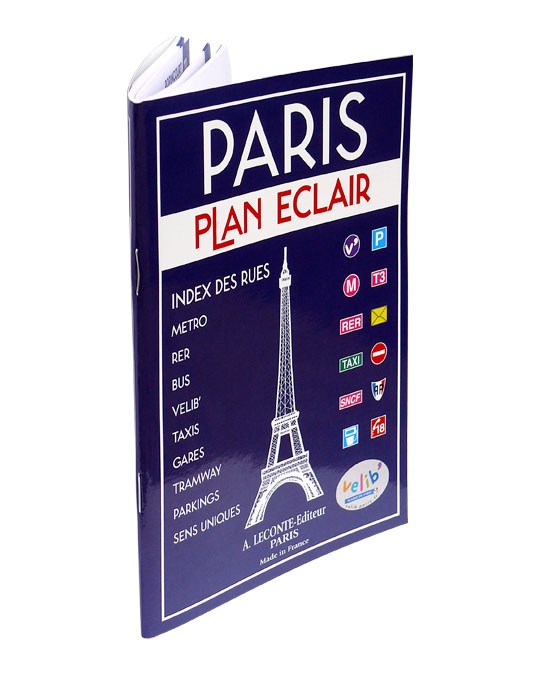 PARIS
PLAN ECLAIR
INDEX DES RUES
METRO
RER
BUS
VELIB'
TAXIS
GARES
TRAMWAY
PARKINGS
SENS UNIQUES
V'
P
M
T3
RER
TAXI
SNCF
RF
18
velib'
A. LECONTE-Editeur
PARIS
Made in France